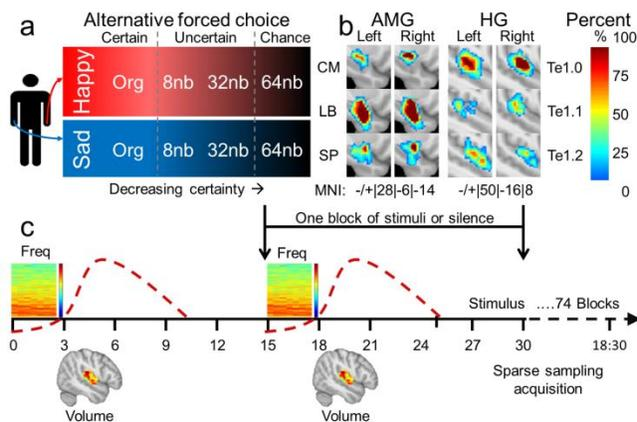 a
Alternative forced choice
Certain Uncertain Chance
Happy
Org 8nb 32nb 64nb
Sad
Org 8nb 32nb 64nb
Decreasing certainty →
b
AMG HG Percent
Left Right Left Right
CM
LB
SP
Te1.0
Te1.1
Te1.2
% 100
75
50
25
0
MNI: -/+|28|-6|-14 -/+|50|-16|8
One block of stimuli or silence
c
Freq Freq
Stimulus ....74 Blocks
0 3 6 9 12 15 18 21 24 27 30 18:30
Volume Volume
Sparse sampling
acquisition